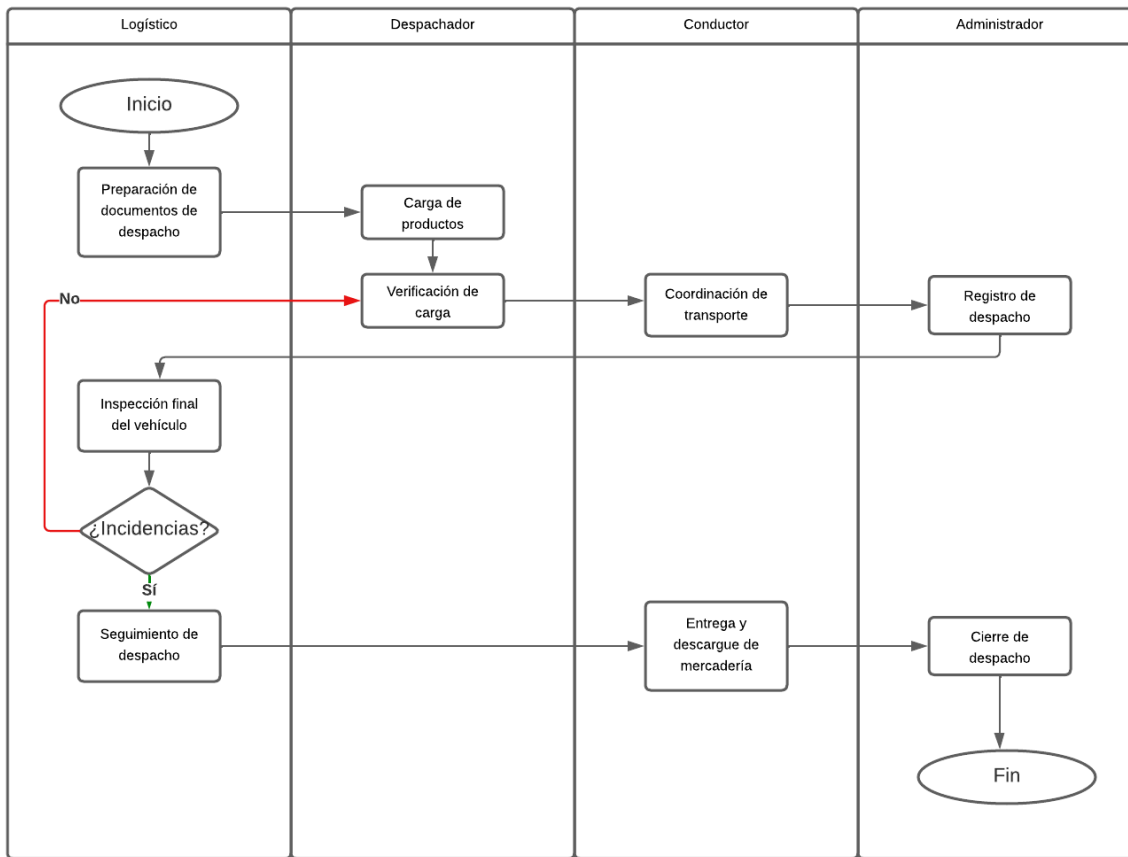 Logístico
Despachador
Conductor
Administrador
Inicio
Preparación de
documentos de
despacho
Carga de
productos
No
Verificación de
carga
Coordinación de
transporte
Registro de
despacho
Inspección final
del vehículo
¿Incidencias?
Sí
Seguimiento de
despacho
Entrega y
descargue de
mercadería
Cierre de
despacho
Fin